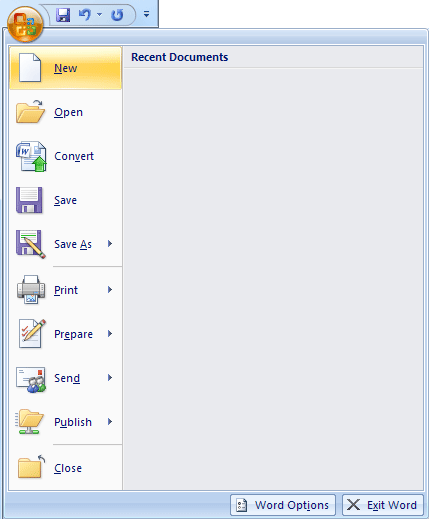 New
Recent Documents
Open
Convert
Save
Save As
Print
Prepare
Send
Publish
Close
Word Options
Exit Word